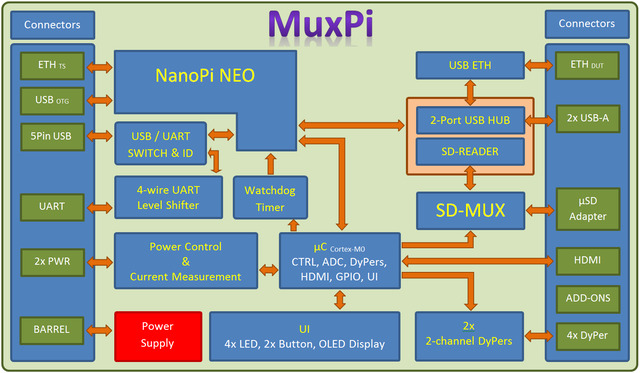 MuxPi
Connectors
Connectors
ETH TS
USB OTG
5Pin USB
UART
2x PWR
BARREL
NanoPi NEO
USB / UART
SWITCH & ID
4-wire UART
Level Shifter
Watchdog
Timer
Power Control
&
Current Measurement
Power
Supply
µC Cortex-M0
CTRL, ADC, DyPers,
HDMI, GPIO, UI
UI
4x LED, 2x Button, OLED Display
USB ETH
2-Port USB HUB
SD-READER
SD-MUX
2x
2-channel DyPers
ETH DUT
2x USB-A
µSD
Adapter
HDMI
ADD-ONS
4x DyPer